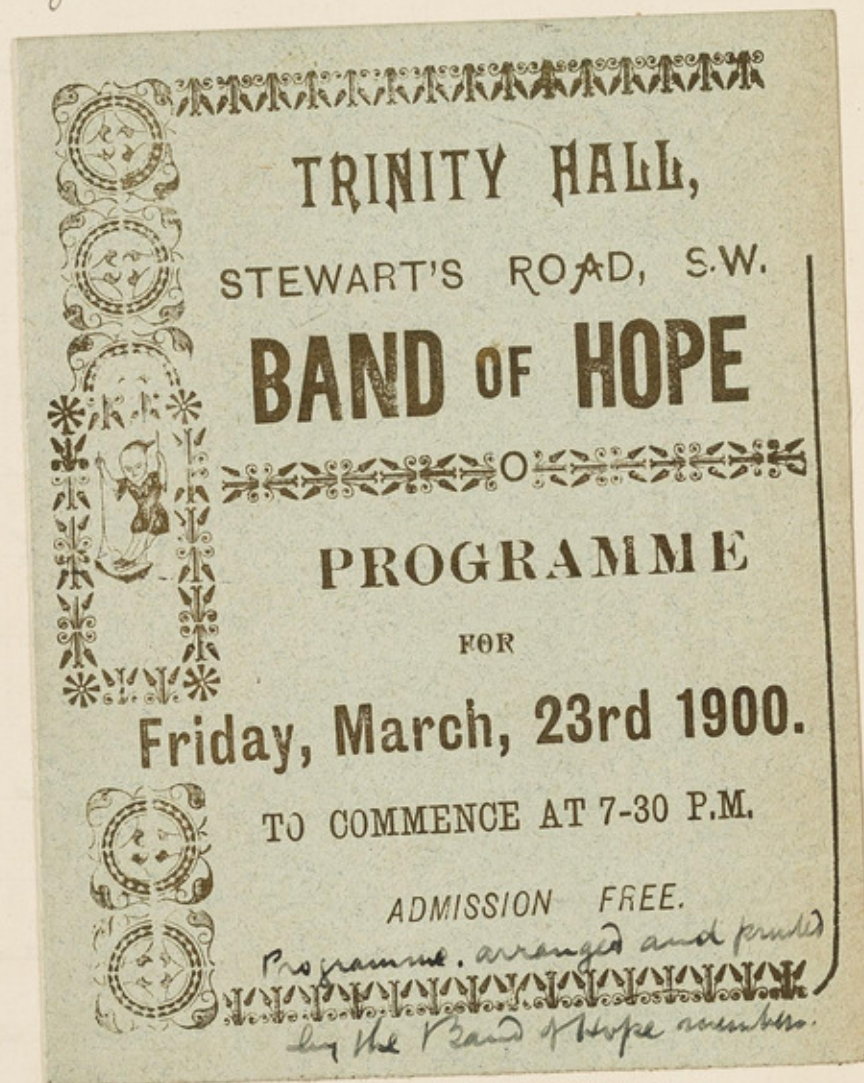 TRINITY HALL,
STEWART'S ROAD, S.W.
BAND OF HOPE
PROGRAMME
FOR
Friday, March, 23rd 1900.
TO COMMENCE AT 7-30 P.M.
ADMISSION FREE.
Programme. arranged and printed
by the Band of Hope members.